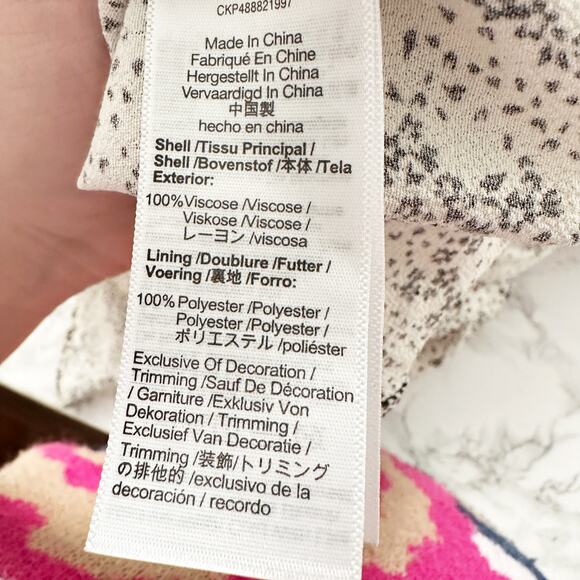 CKP488821997
Made In China
Fabriqué En Chine
Hergestellt In China
Vervaardigd In China
中国製
hecho en china
Shell /Tissu Principal /
Shell /Bovenstof /本体 /Tela
Exterior:
100%Viscose /Viscose /
Viskose /Viscose /
レーヨン /viscosa
Lining /Doublure /Futter /
Voering /裏地 /Forro:
100% Polyester /Polyester /
Polyester /Polyester /
ポリエステル /poliéster
Exclusive Of Decoration /
Trimming /Sauf De Décoration
/ Garniture /Exklusiv Von
Dekoration / Trimming /
Exclusief Van Decoratie /
Trimming /装飾/トリミング
の排他的 /exclusivo de la
decoración / recordo